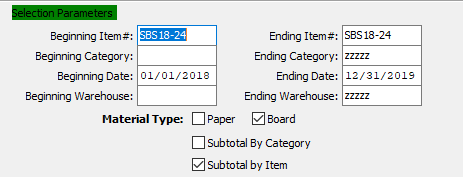 Selection Parameters
Beginning Item#: SBS18-24 Ending Item#: SBS18-24
Beginning Category: Ending Category: zzzzz
Beginning Date: 01/01/2018 Ending Date: 12/31/2019
Beginning Warehouse: Ending Warehouse: zzzzz
Material Type: Paper Board
Subtotal By Category
Subtotal by Item